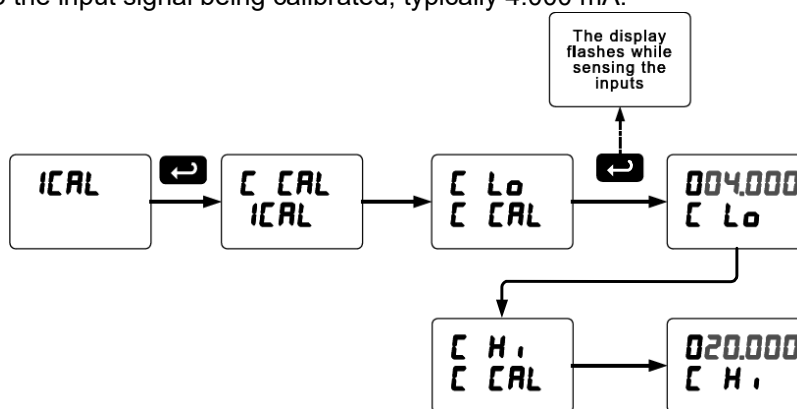 the input signal being calibrated, typically 4.000 mA.
The display
flashes while
sensing the
inputs
ICAL
C CAL
ICAL
C Lo
C CAL
004.000
C Lo
C Hi
C CAL
020.000
C Hi